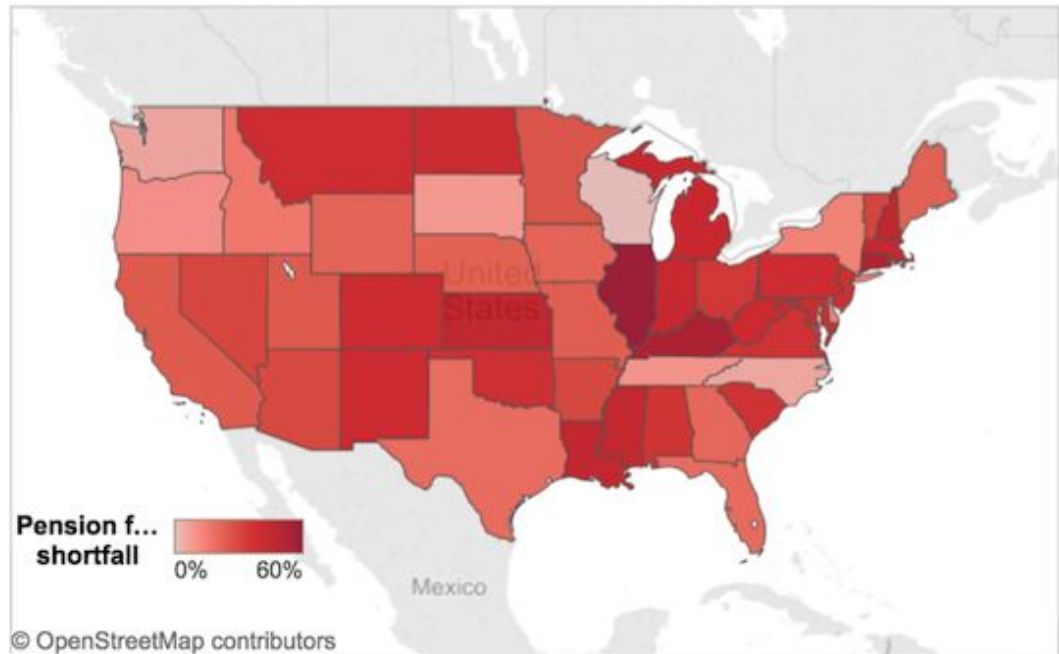 United
States
Pension f...
shortfall
0% 60%
Mexico
© OpenStreetMap contributors